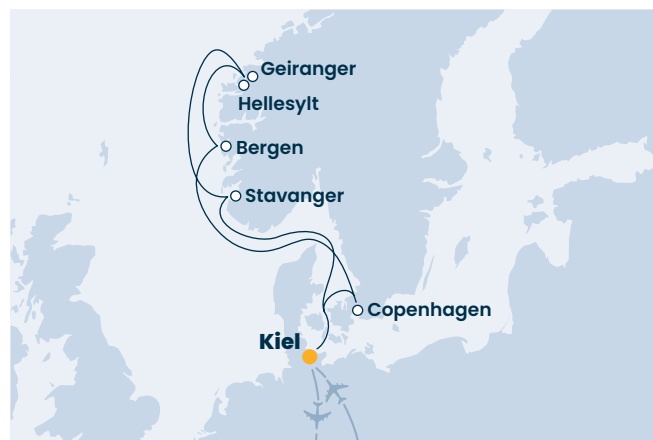 Geiranger
Hellesylt
Bergen
Stavanger
Copenhagen
Kiel